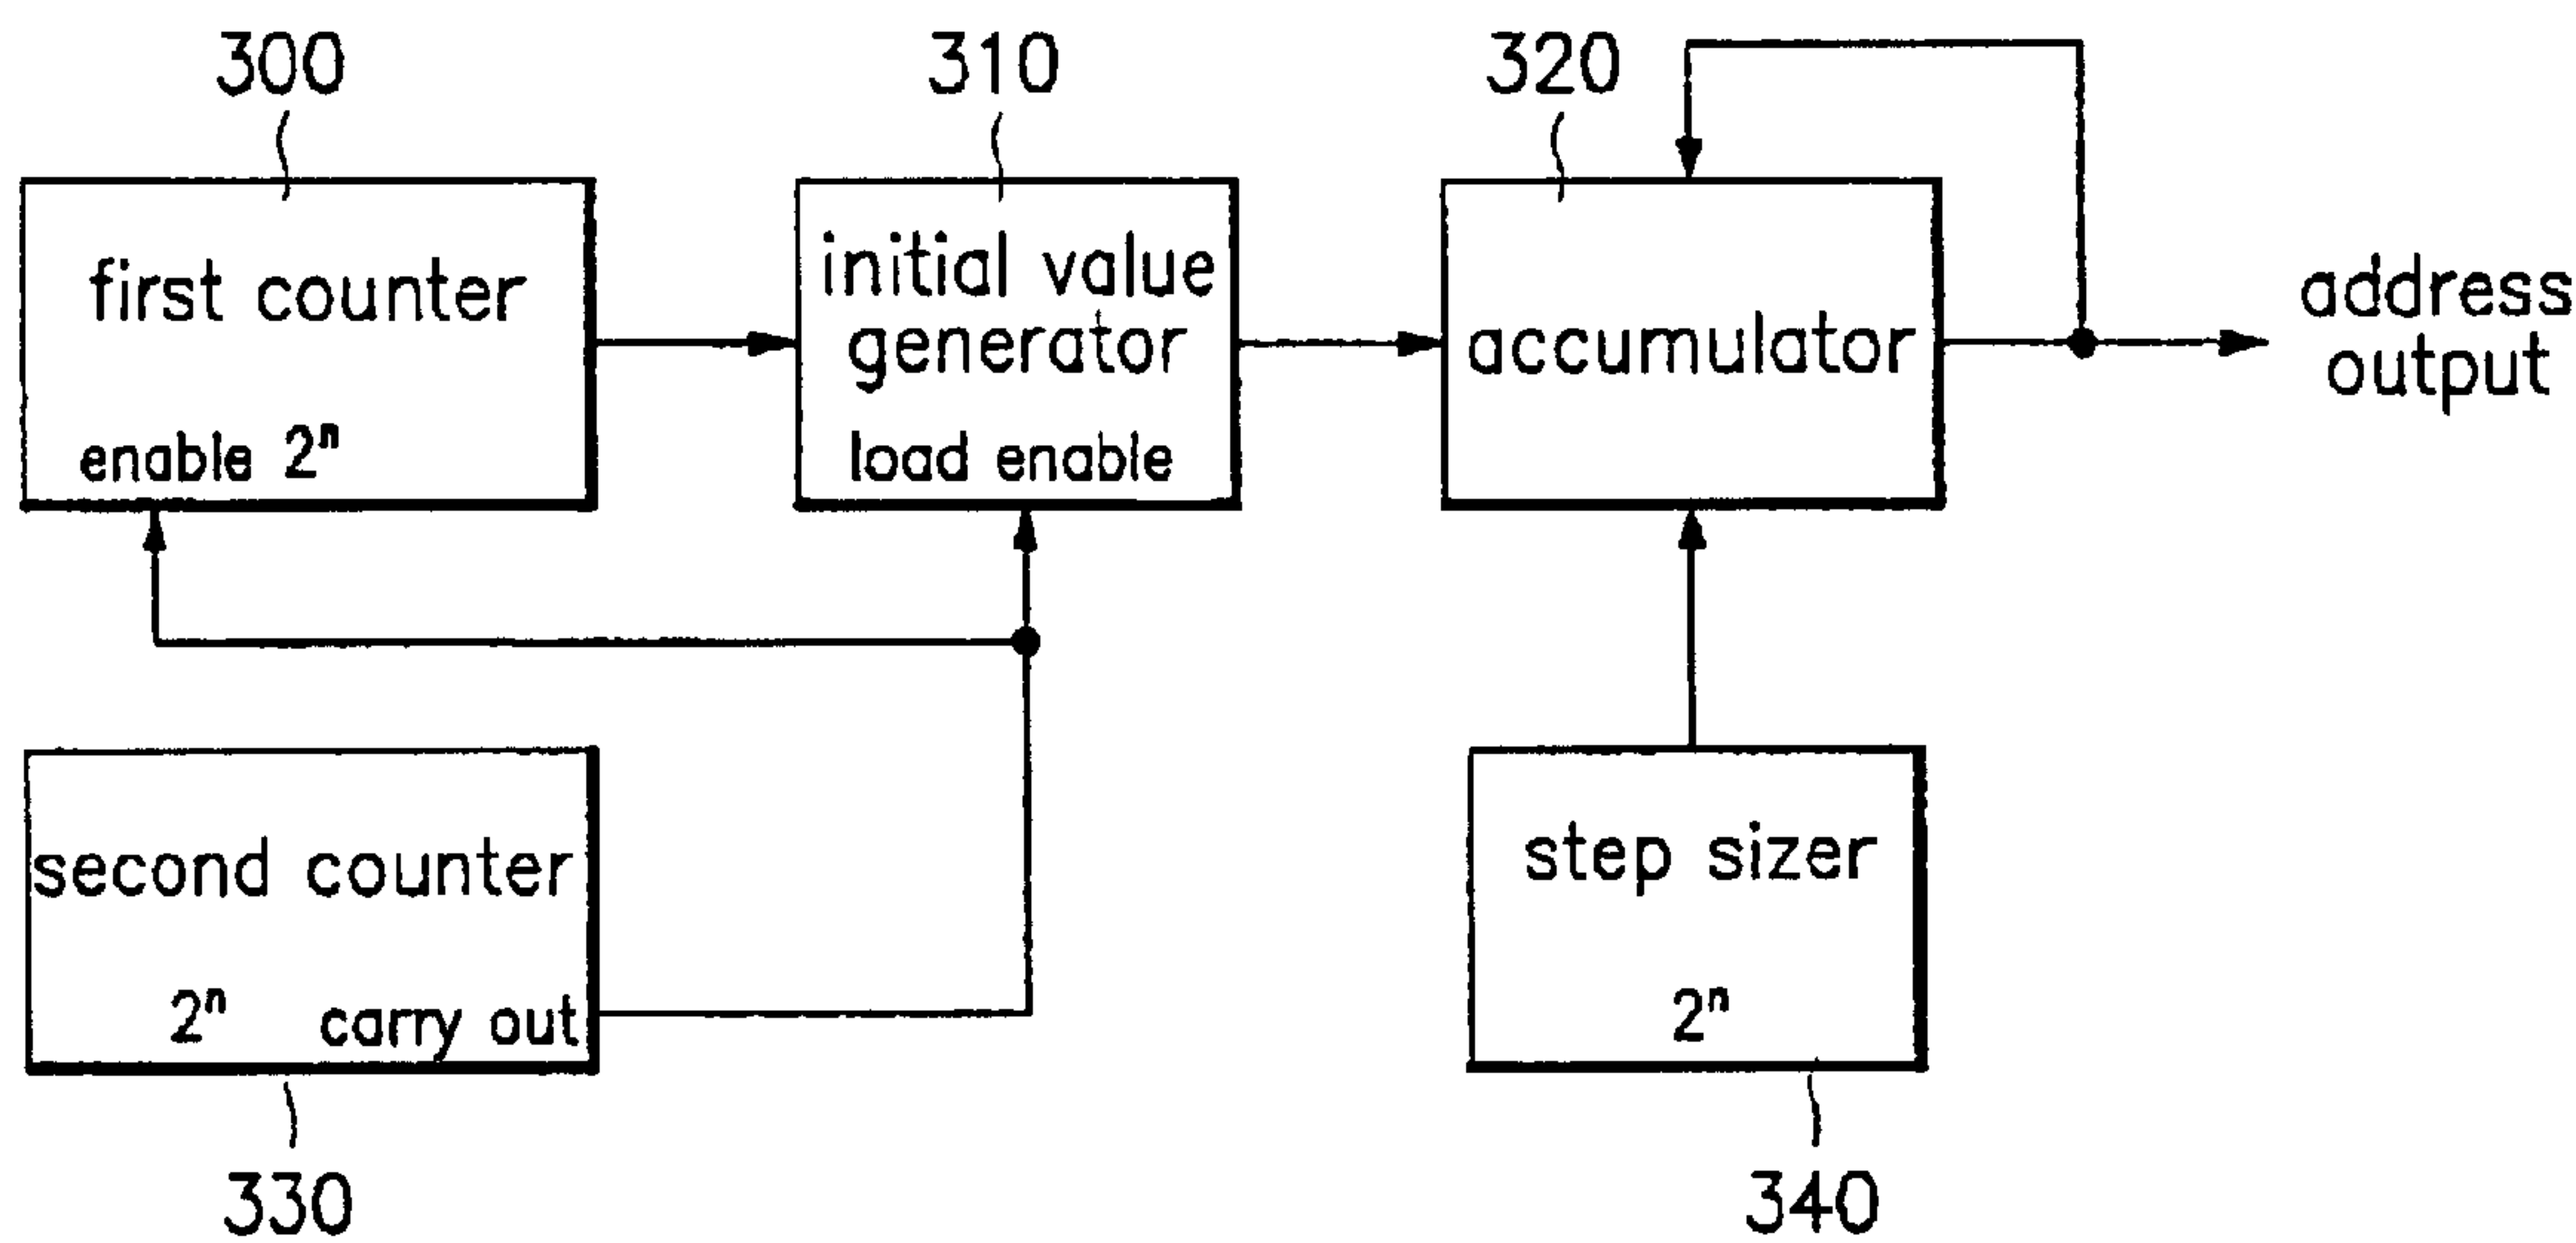 300
310
320
first counter
enable 2ⁿ
initial value
generator
load enable
accumulator
address
output
second counter
2ⁿ carry out
step sizer
2ⁿ
330
340